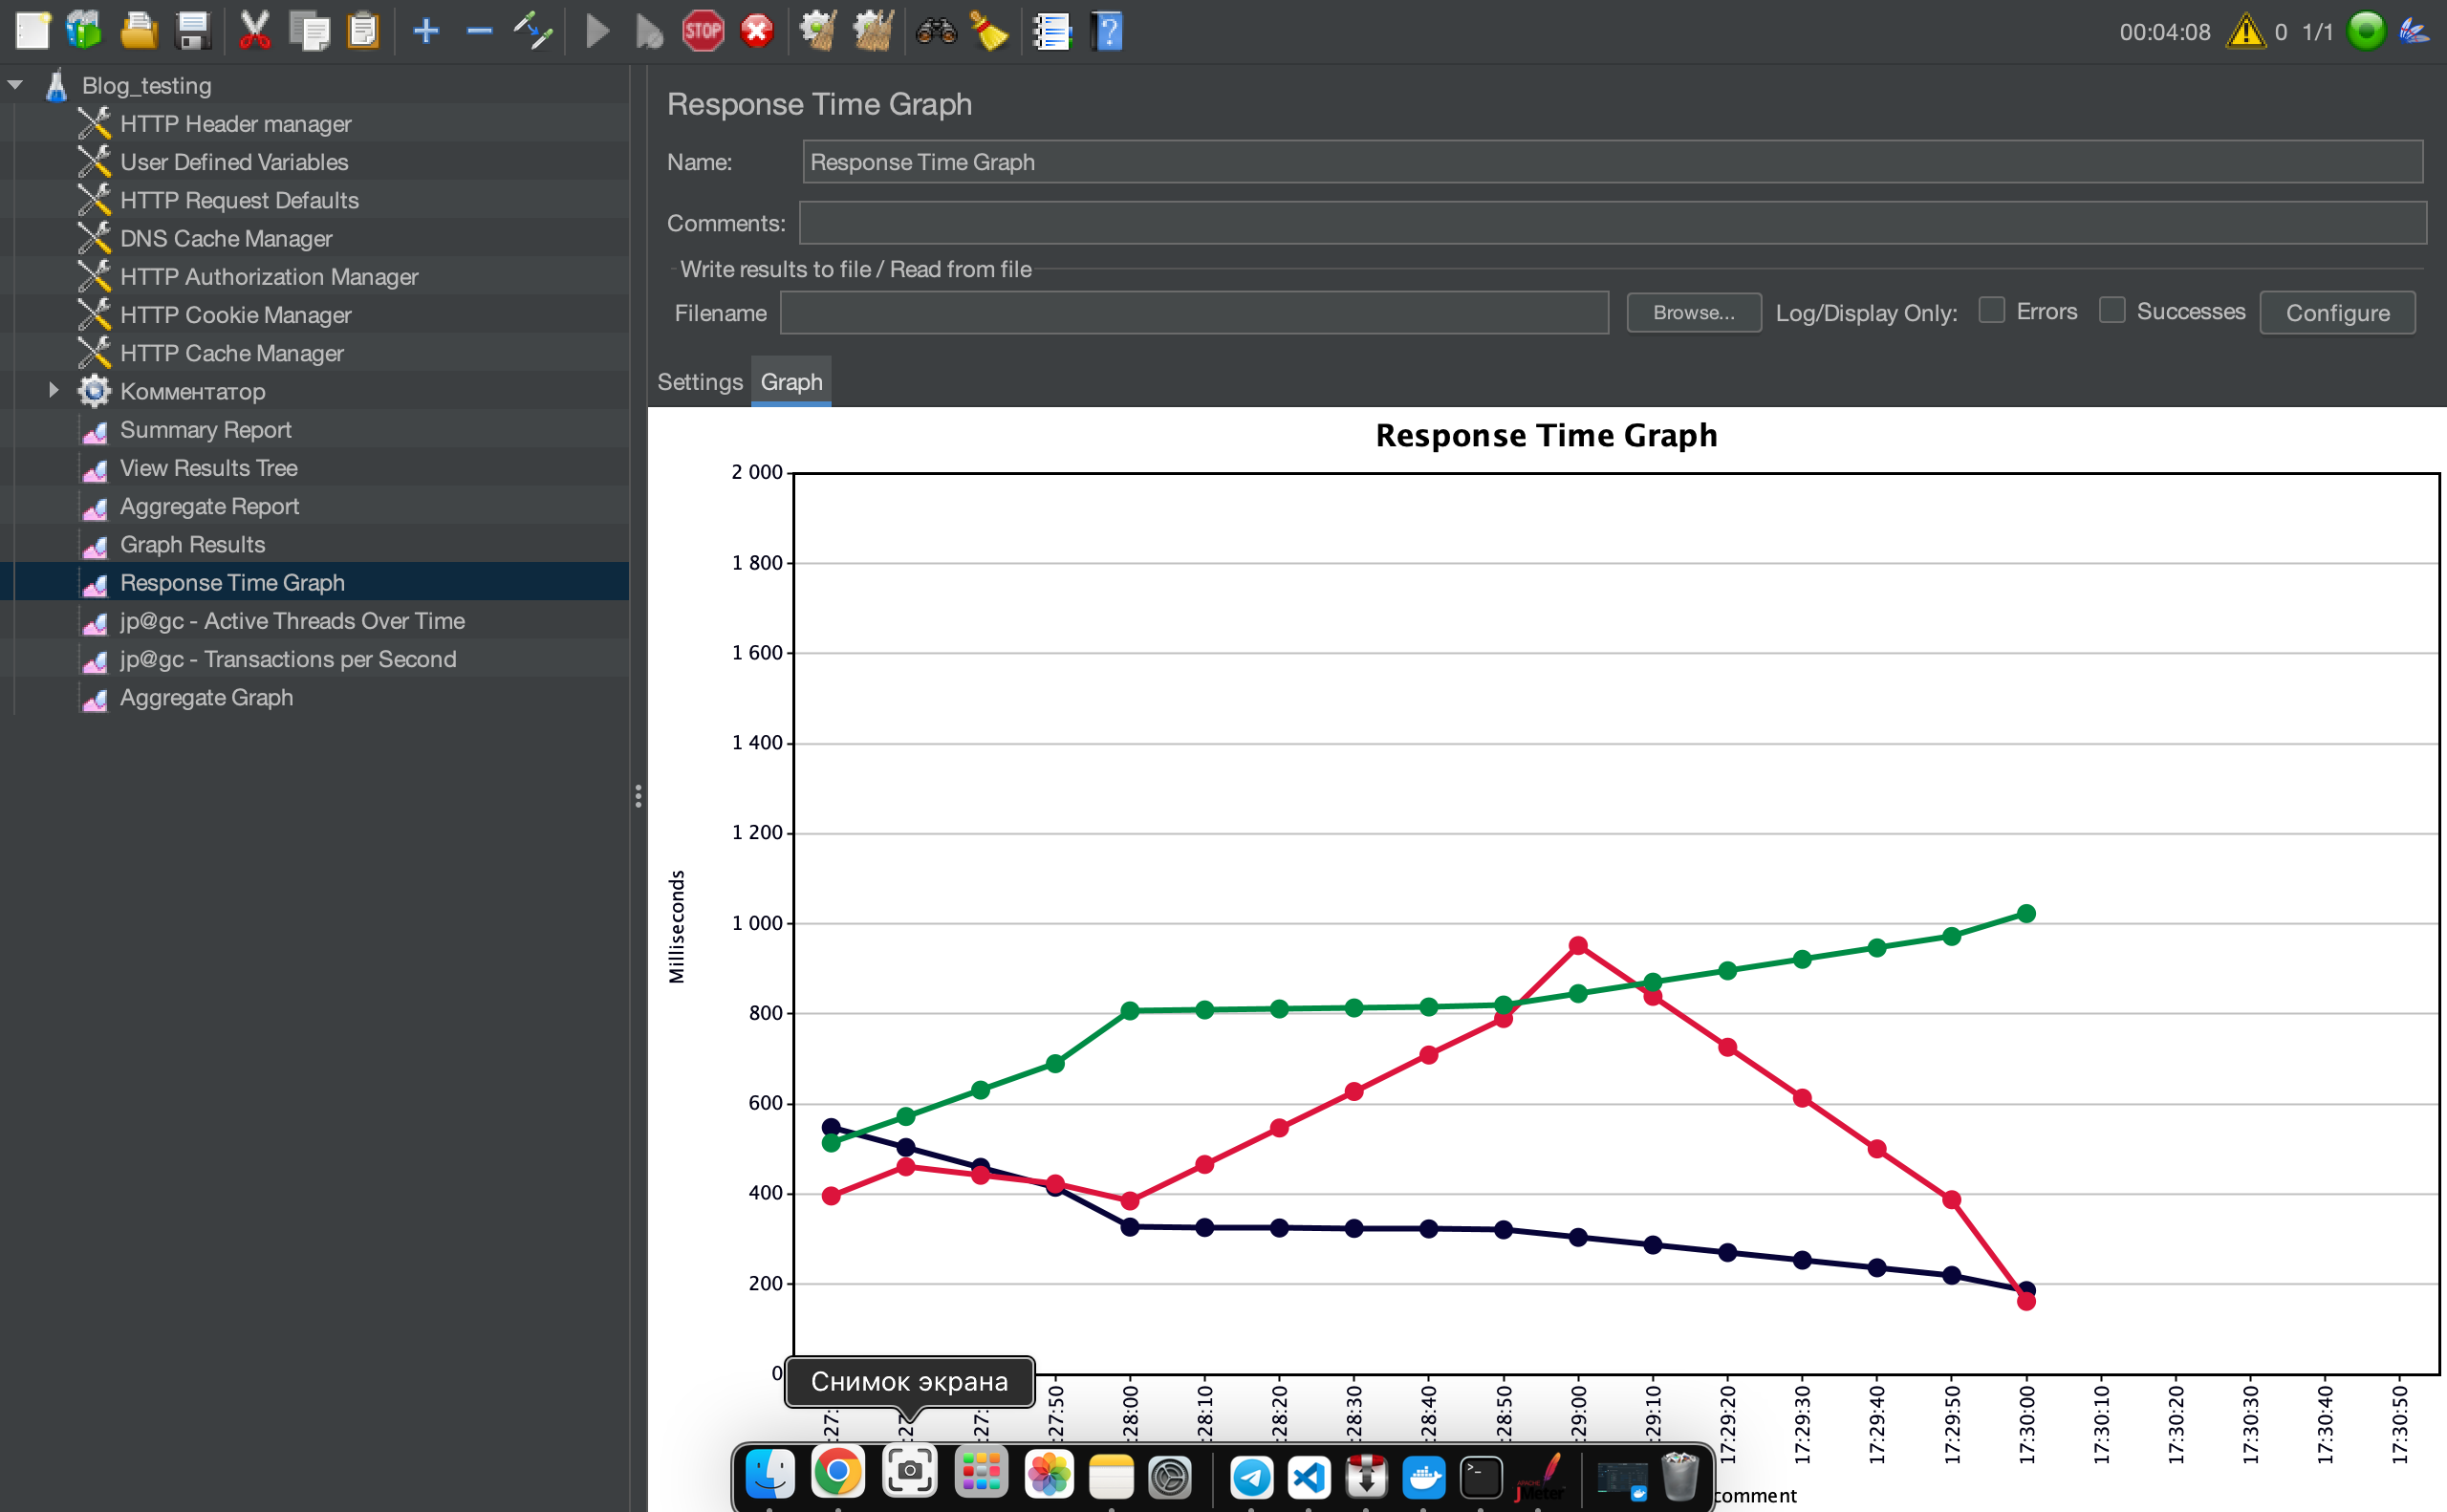 00:04:08 0 1/1
STOP
?
Blog_testing
HTTP Header manager
User Defined Variables
HTTP Request Defaults
DNS Cache Manager
HTTP Authorization Manager
HTTP Cookie Manager
HTTP Cache Manager
Комментатор
Summary Report
View Results Tree
Aggregate Report
Graph Results
Response Time Graph
jp@gc - Active Threads Over Time
jp@gc - Transactions per Second
Aggregate Graph
Response Time Graph
Name: Response Time Graph
Comments:
Write results to file / Read from file
Filename Browse... Log/Display Only: Errors Successes Configure
Settings Graph
Response Time Graph
Milliseconds
2 000
1 800
1 600
1 400
1 200
1 000
800
600
400
200
0
Снимок экрана
:27:50
:28:00
:28:10
:28:20
:28:30
:28:40
:28:50
:29:00
:29:10
17:29:20
17:29:30
17:29:40
17:29:50
17:30:00
17:30:10
17:30:20
17:30:30
17:30:40
17:30:50
APACHE
JMeter
comment